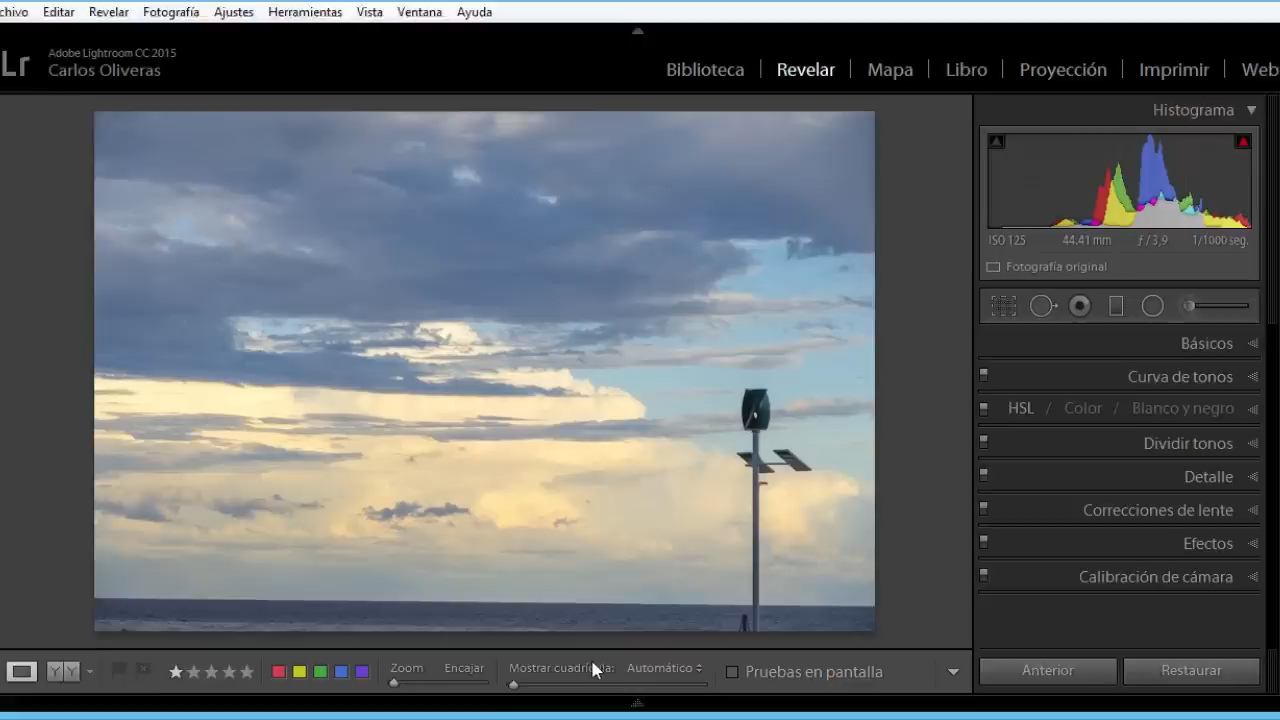 chivo Editar Revelar Fotografía Ajustes Herramientas Vista Ventana Ayuda
Lr
Adobe Lightroom CC 2015
Carlos Oliveras
Biblioteca Revelar Mapa Libro Proyección Imprimir Web
Histograma
ISO 125 44.41 mm ƒ / 3,9 1/1000 seg.
Fotografía original
Básicos
Curva de tonos
HSL / Color / Blanco y negro
Dividir tonos
Detalle
Correcciones de lente
Efectos
Calibración de cámara
Zoom Encajar Mostrar cuadrícula: Automático Pruebas en pantalla
Anterior Restaurar